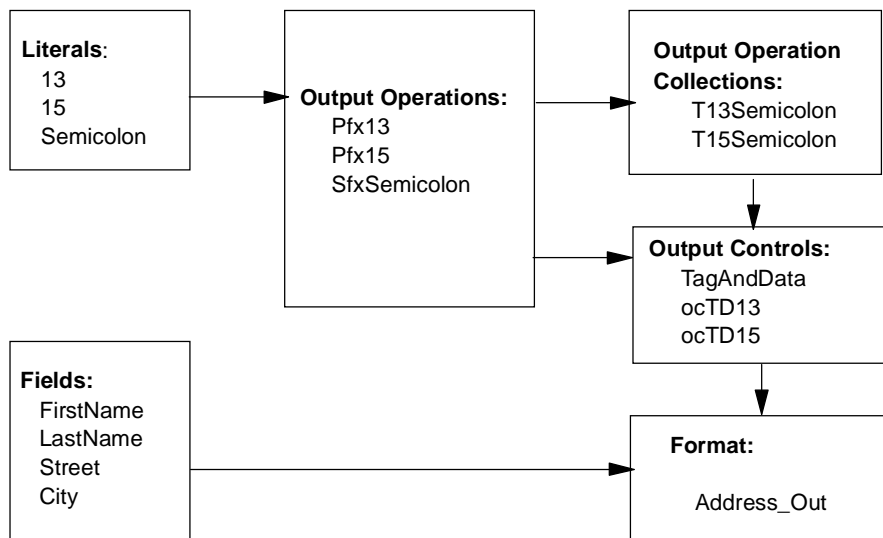 Literals:
13
15
Semicolon
Output Operations:
Pfx13
Pfx15
SfxSemicolon
Output Operation
Collections:
T13Semicolon
T15Semicolon
Output Controls:
TagAndData
ocTD13
ocTD15
Fields:
FirstName
LastName
Street
City
Format:
Address_Out